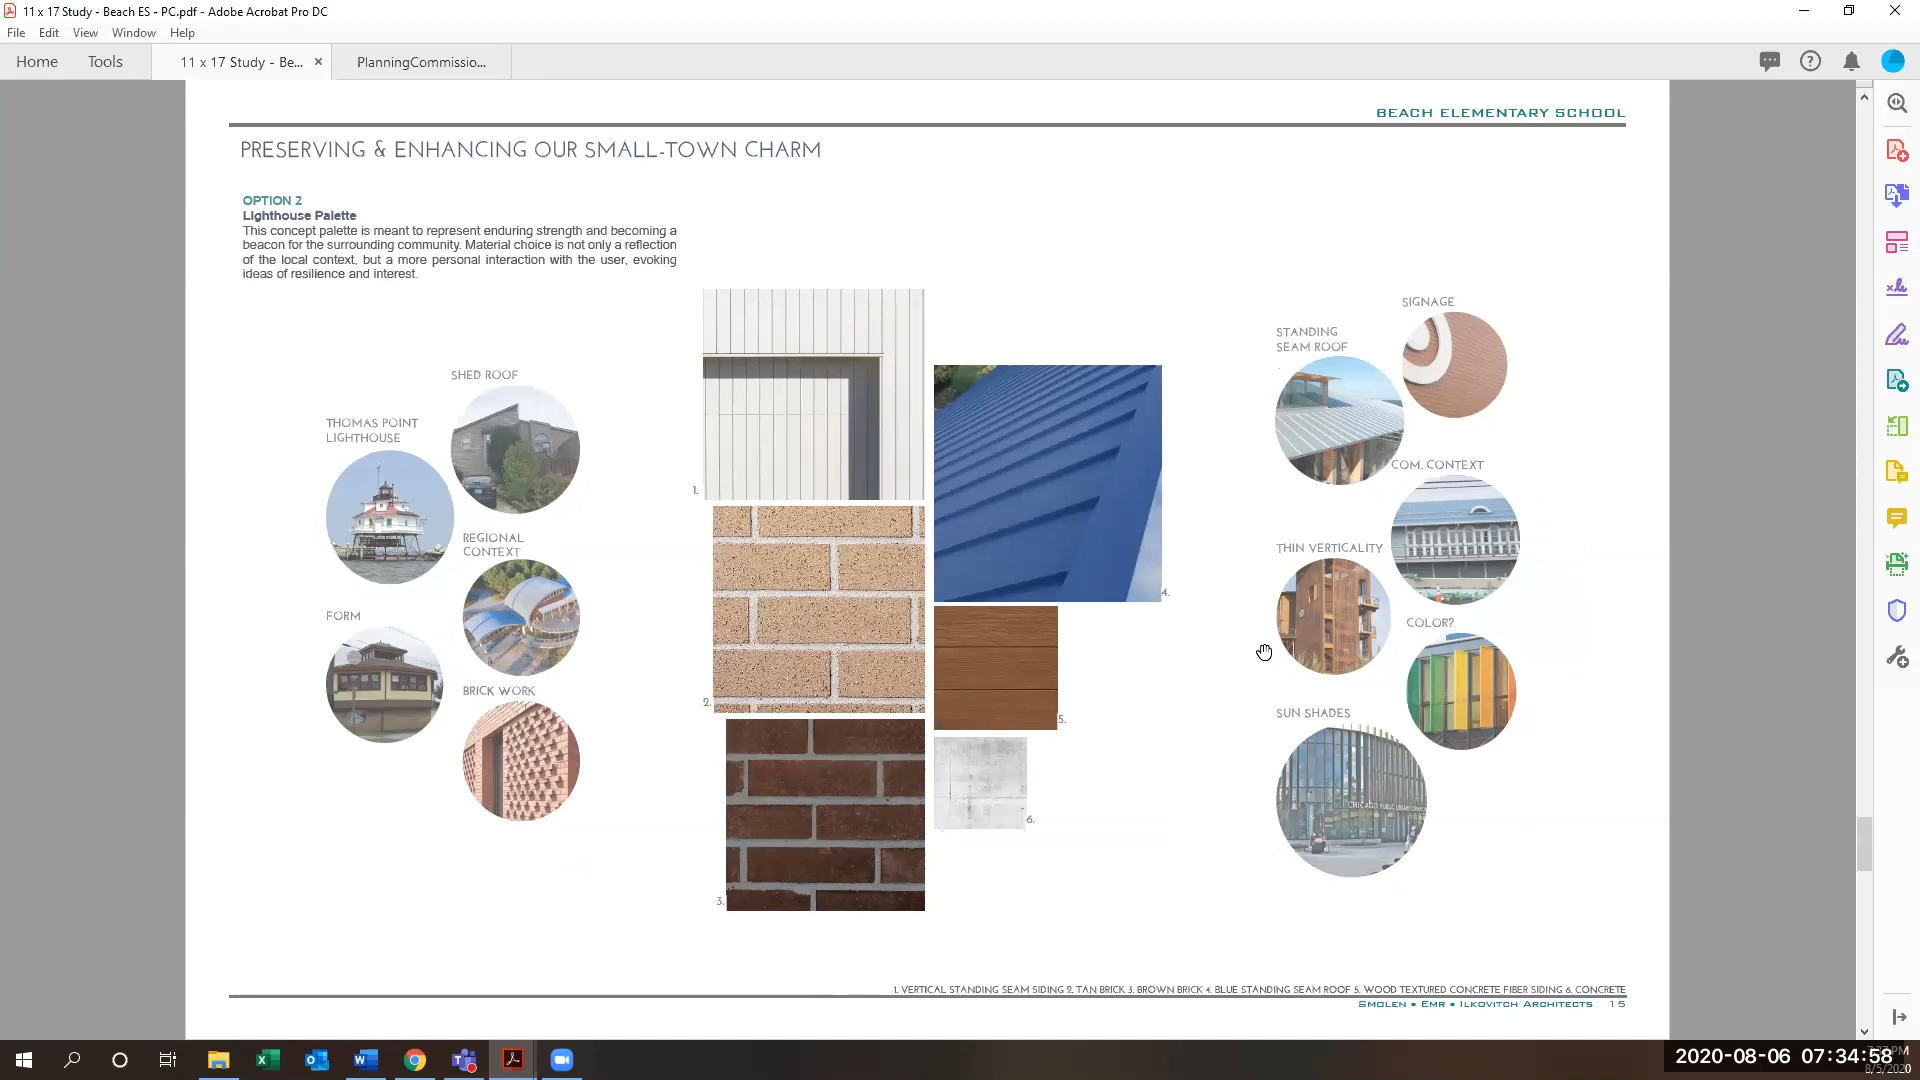 11 x 17 Study - Beach ES - PC.pdf - Adobe Acrobat Pro DC
File Edit View Window Help
Home Tools 11 x 17 Study - Be... × PlanningCommissio...
BEACH ELEMENTARY SCHOOL
PRESERVING & ENHANCING OUR SMALL-TOWN CHARM
OPTION 2
Lighthouse Palette
This concept palette is meant to represent enduring strength and becoming a
beacon for the surrounding community. Material choice is not only a reflection
of the local context, but a more personal interaction with the user, evoking
ideas of resilience and interest.
SHED ROOF
THOMAS POINT
LIGHTHOUSE
REGIONAL
CONTEXT
FORM
BRICK WORK
1.
2.
3.
4.
5.
6.
SIGNAGE
STANDING
SEAM ROOF
COM. CONTEXT
THIN VERTICALITY
COLOR?
SUN SHADES
CHICAGO PUBLIC LIBRARY
1. VERTICAL STANDING SEAM SIDING 2. TAN BRICK 3. BROWN BRICK 4. BLUE STANDING SEAM ROOF 5. WOOD TEXTURED CONCRETE FIBER SIDING 6. CONCRETE
SMOLEN ▪ EMR ▪ ILKOVITCH ARCHITECTS 15
2020-08-06 07:34:58
8/5/2020